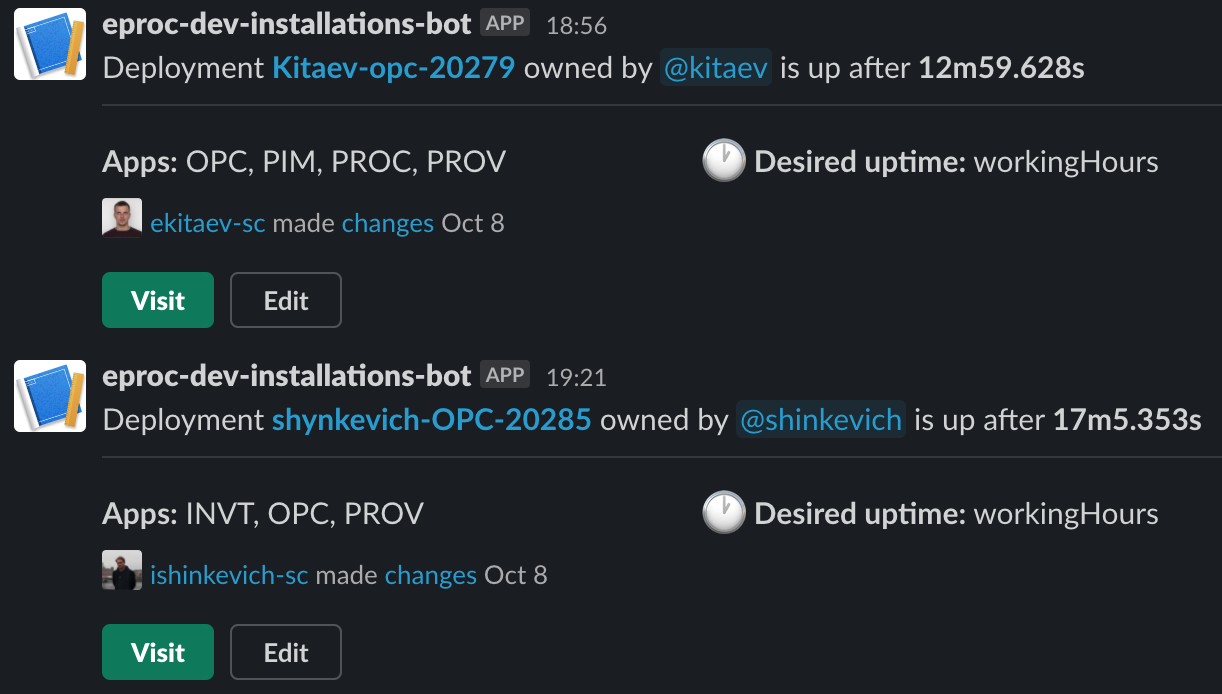 eproc-dev-installations-bot APP 18:56
Deployment Kitaev-opc-20279 owned by @kitaev is up after 12m59.628s
Apps: OPC, PIM, PROC, PROV
Desired uptime: workingHours
ekitaev-sc made changes Oct 8
Visit
Edit
eproc-dev-installations-bot APP 19:21
Deployment shynkevich-OPC-20285 owned by @shinkevich is up after 17m5.353s
Apps: INVT, OPC, PROV
Desired uptime: workingHours
ishinkevich-sc made changes Oct 8
Visit
Edit